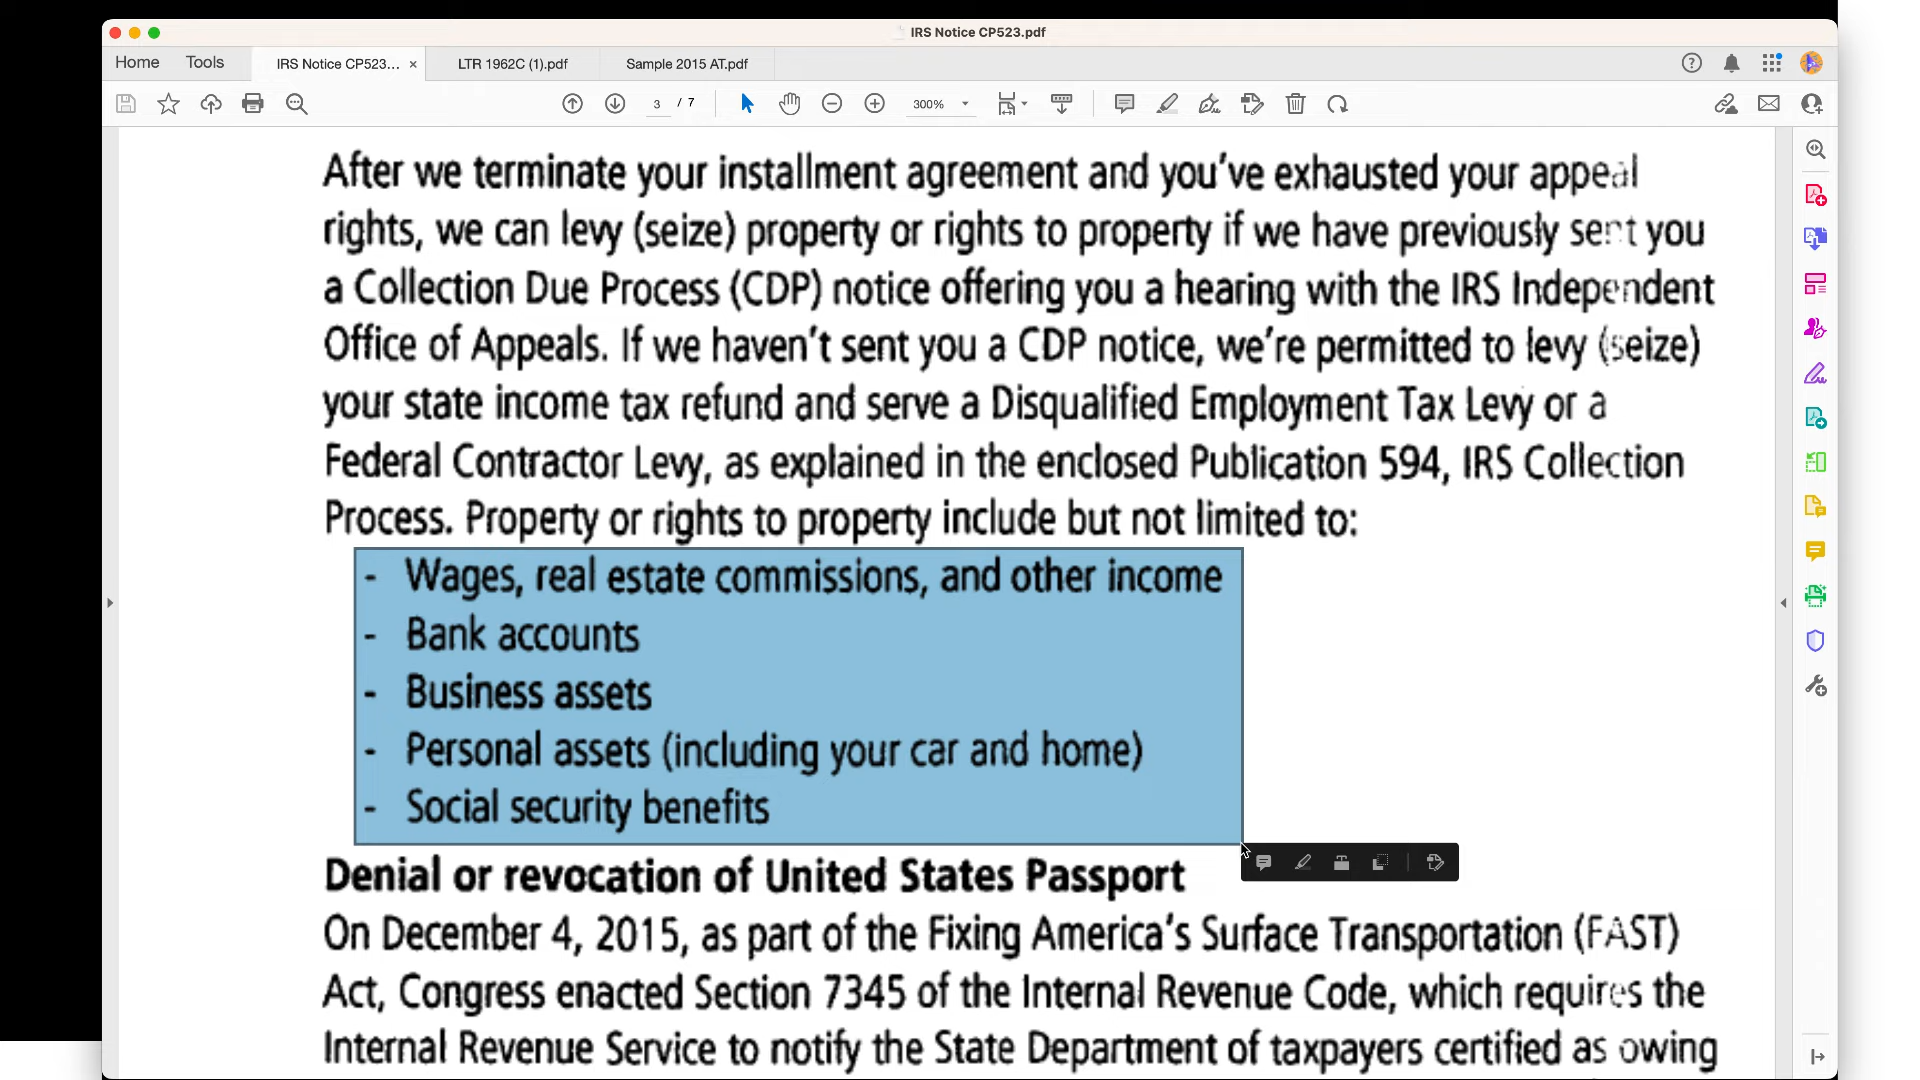 IRS Notice CP523.pdf
Home Tools IRS Notice CP523... × LTR 1962C (1).pdf Sample 2015 AT.pdf
3 / 7 300%
After we terminate your installment agreement and you've exhausted your appeal
rights, we can levy (seize) property or rights to property if we have previously sent you
a Collection Due Process (CDP) notice offering you a hearing with the IRS Independent
Office of Appeals. If we haven't sent you a CDP notice, we're permitted to levy (seize)
your state income tax refund and serve a Disqualified Employment Tax Levy or a
Federal Contractor Levy, as explained in the enclosed Publication 594, IRS Collection
Process. Property or rights to property include but not limited to:
- Wages, real estate commissions, and other income
- Bank accounts
- Business assets
- Personal assets (including your car and home)
- Social security benefits
Denial or revocation of United States Passport
On December 4, 2015, as part of the Fixing America's Surface Transportation (FAST)
Act, Congress enacted Section 7345 of the Internal Revenue Code, which requires the
Internal Revenue Service to notify the State Department of taxpayers certified as owing